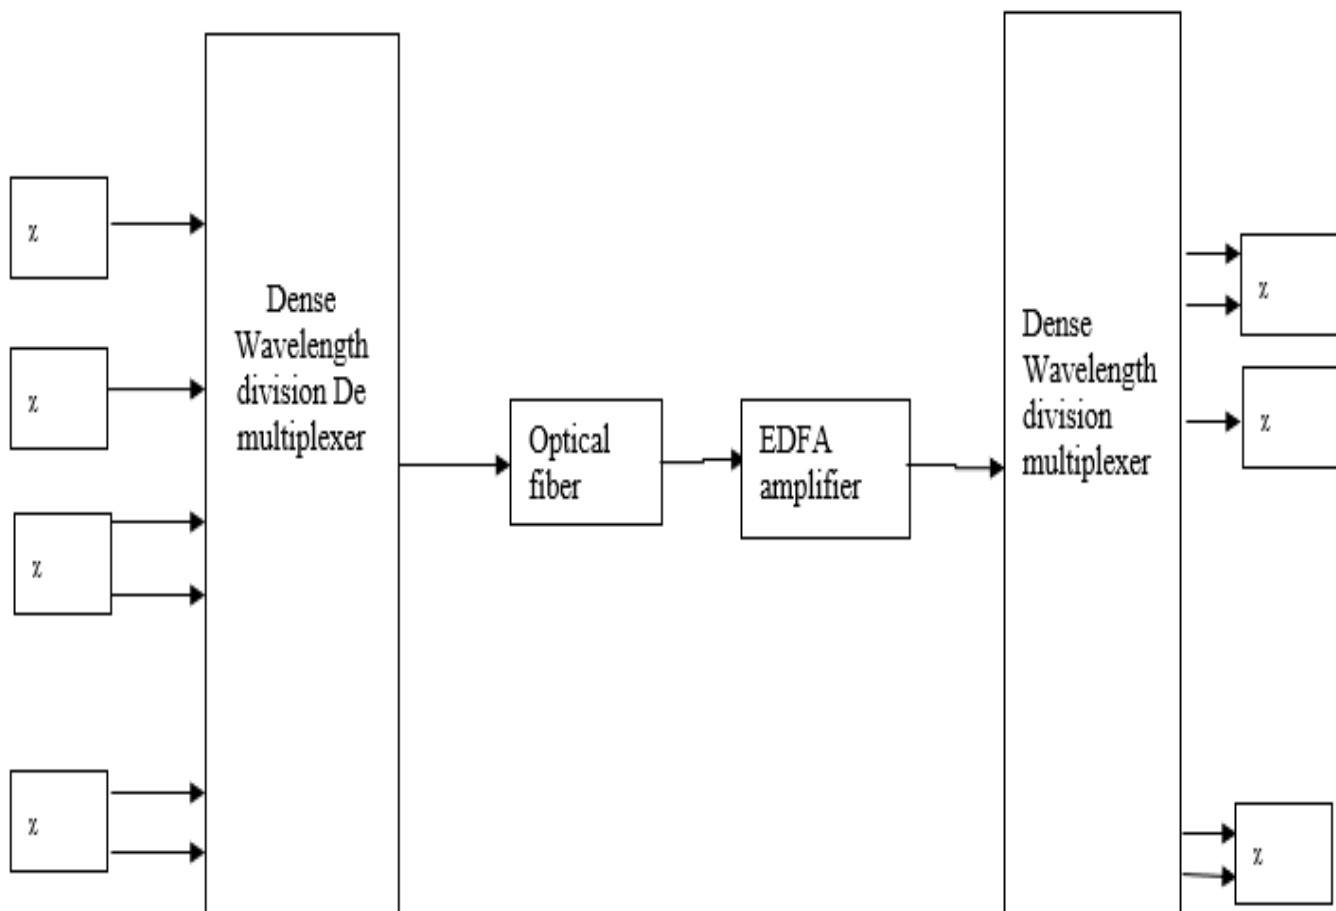 z
z
z
z
Dense
Wavelength
division De
multiplexer
Optical
fiber
EDFA
amplifier
Dense
Wavelength
division
multiplexer
z
z
z